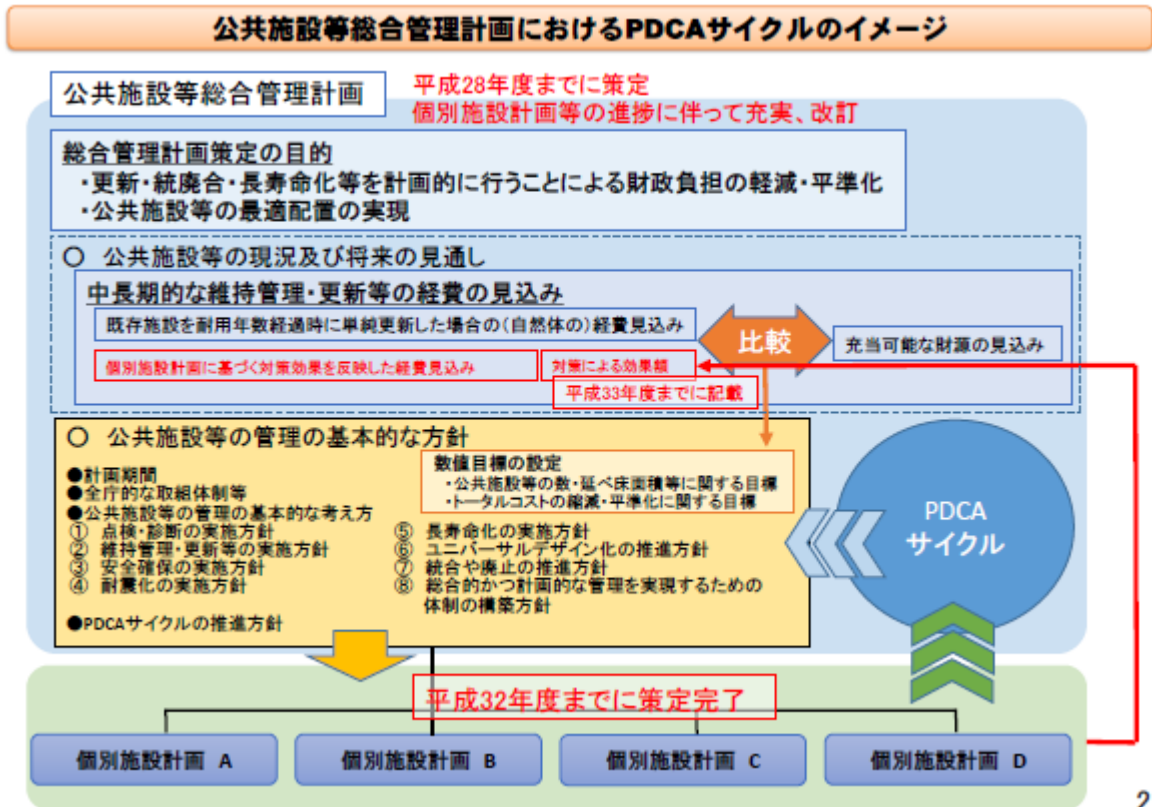 公共施設等総合管理計画におけるPDCAサイクルのイメージ
公共施設等総合管理計画
平成28年度までに策定
個別施設計画等の進捗に伴って充実、改訂
総合管理計画策定の目的
・更新・統廃合・長寿命化等を計画的に行うことによる財政負担の軽減・平準化
・公共施設等の最適配置の実現
〇 公共施設等の現況及び将来の見通し
中長期的な維持管理・更新等の経費の見込み
既存施設を耐用年数経過時に単純更新した場合の(自然体の)経費見込み
比較
充当可能な財源の見込み
個別施設計画に基づく対策効果を反映した経費見込み
対策による効果額
平成33年度までに記載
〇 公共施設等の管理の基本的な方針
数値目標の設定
・公共施設等の数・延べ床面積等に関する目標
・トータルコストの縮減・平準化に関する目標
●計画期間
●全庁的な取組体制等
●公共施設等の管理の基本的な考え方
① 点検・診断の実施方針
② 維持管理・更新等の実施方針
③ 安全確保の実施方針
④ 耐震化の実施方針
⑤ 長寿命化の実施方針
⑥ ユニバーサルデザイン化の推進方針
⑦ 統合や廃止の推進方針
⑧ 総合的かつ計画的な管理を実現するための
体制の構築方針
●PDCAサイクルの推進方針
PDCA
サイクル
平成32年度までに策定完了
個別施設計画 A
個別施設計画 B
個別施設計画 C
個別施設計画 D
2